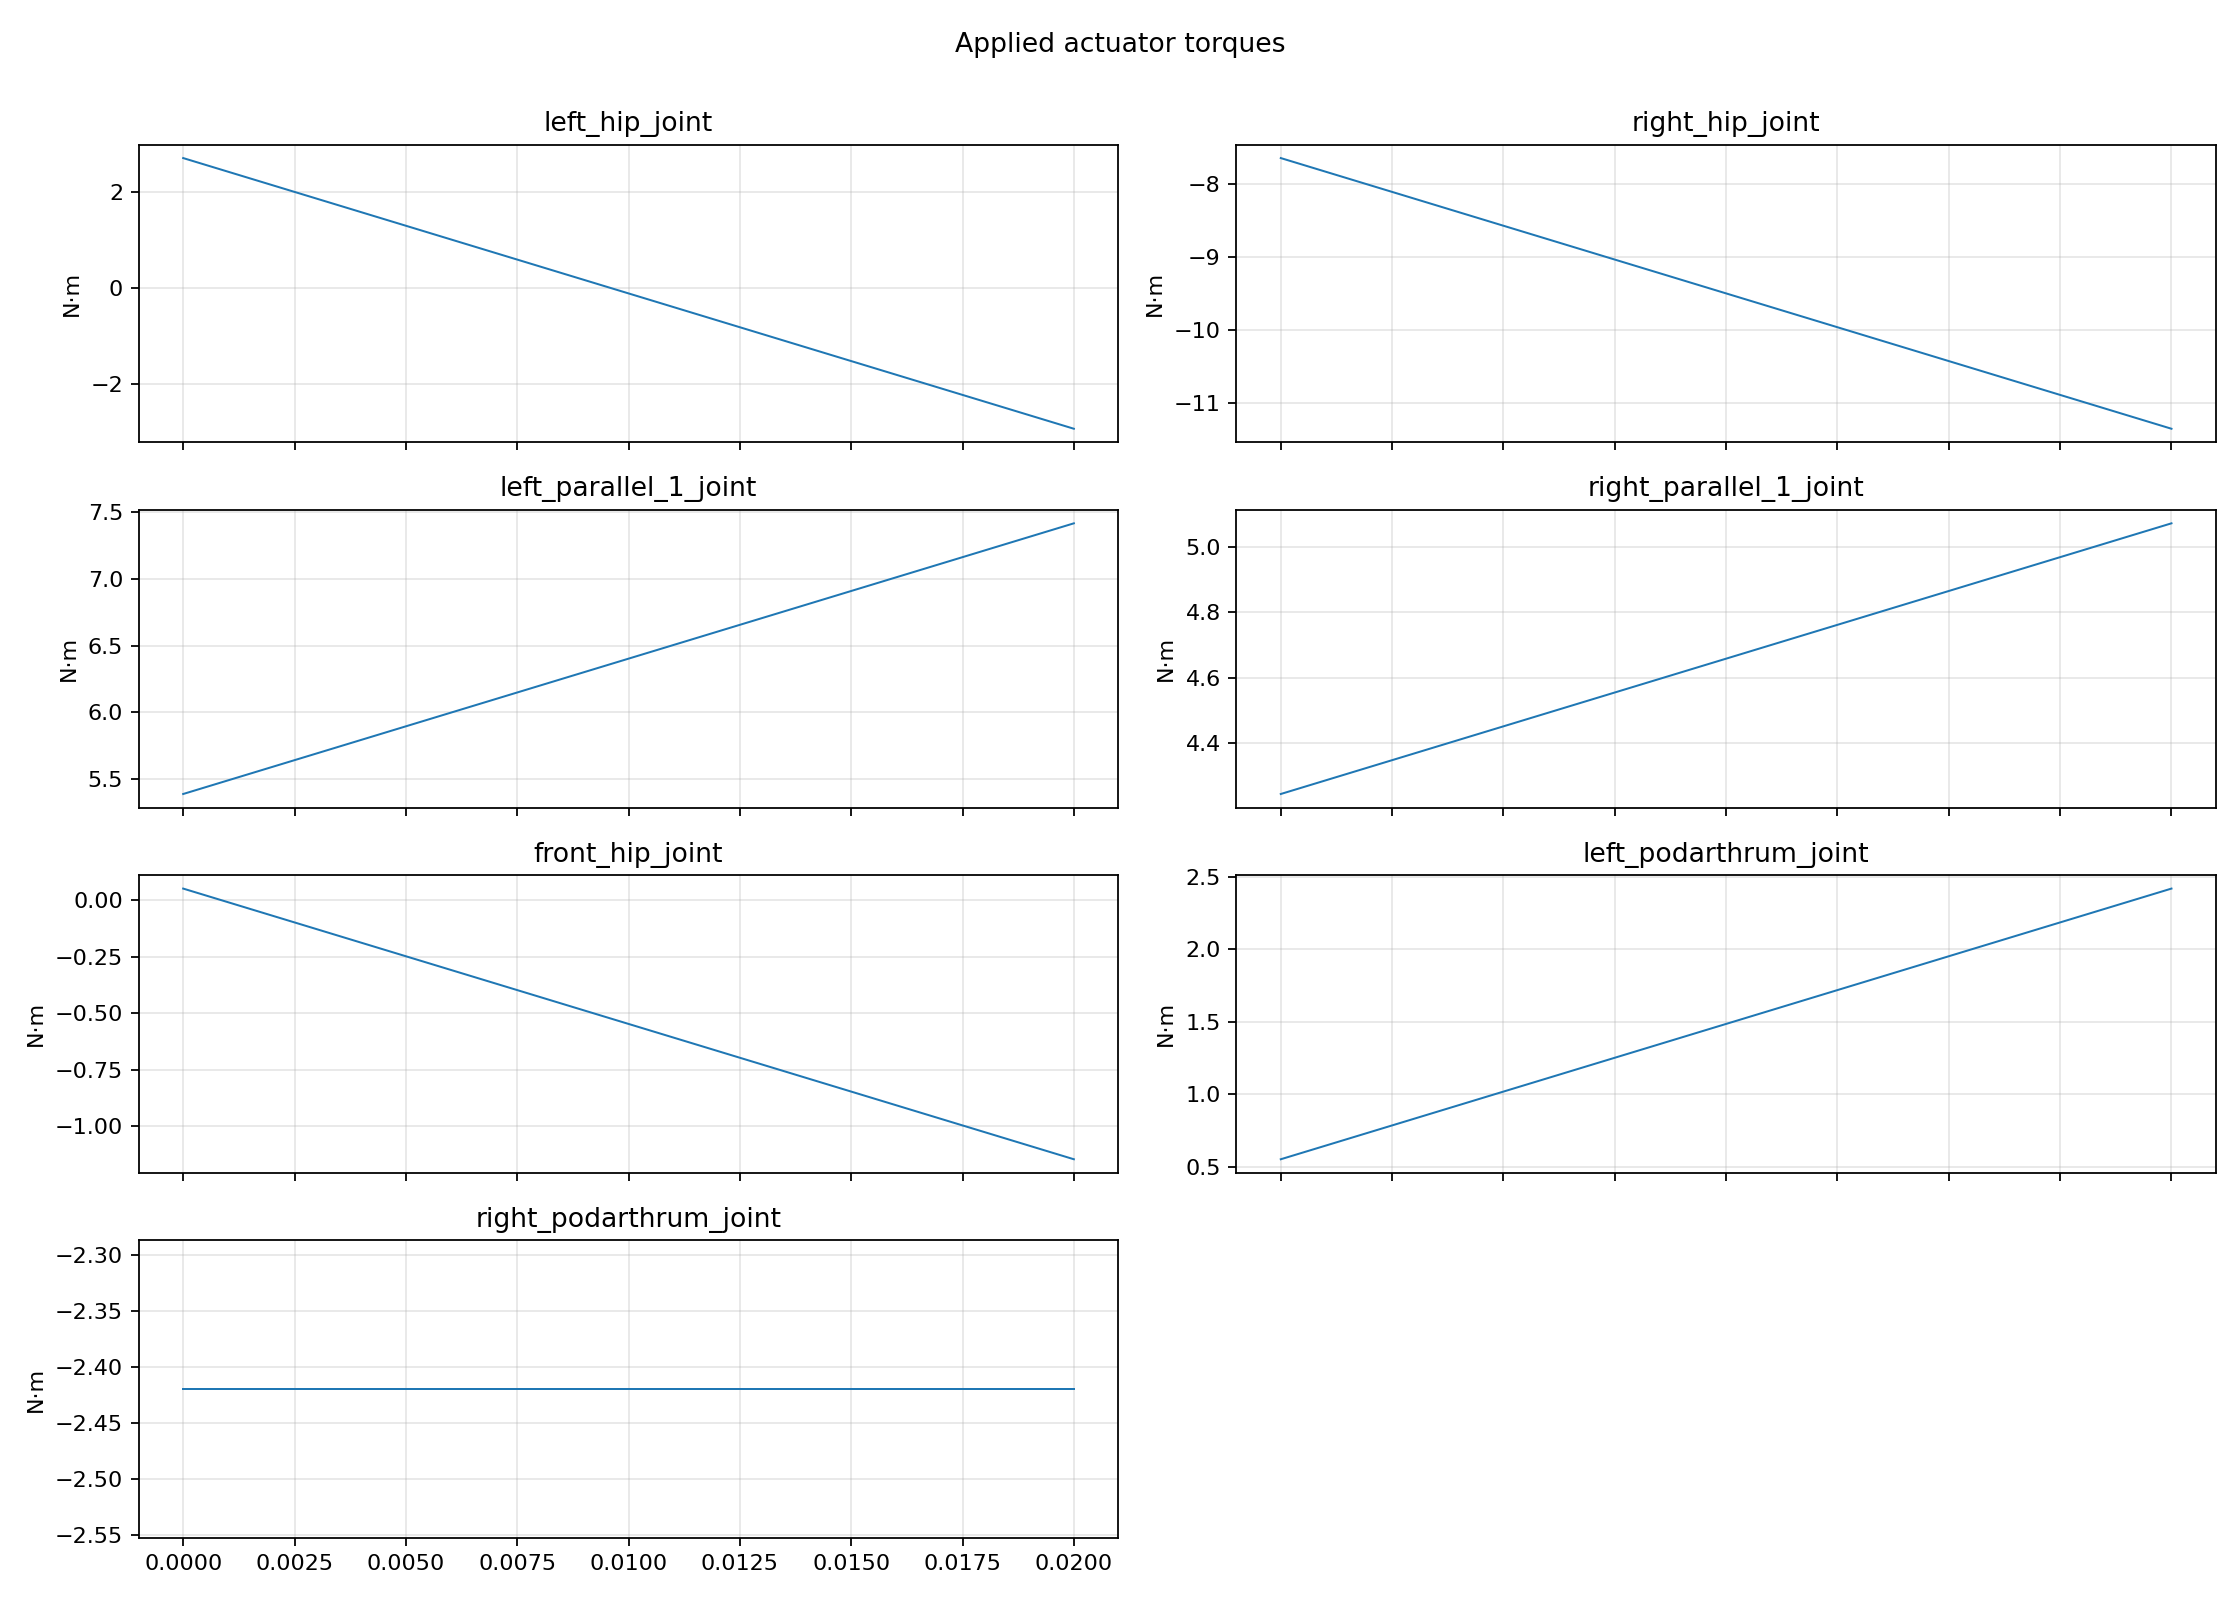 Applied actuator torques
left_hip_joint
2
0
−2
N·m
right_hip_joint
−8
−9
−10
−11
N·m
left_parallel_1_joint
7.5
7.0
6.5
6.0
5.5
N·m
right_parallel_1_joint
5.0
4.8
4.6
4.4
N·m
front_hip_joint
0.00
−0.25
−0.50
−0.75
−1.00
N·m
left_podarthrum_joint
2.5
2.0
1.5
1.0
0.5
N·m
right_podarthrum_joint
−2.30
−2.35
−2.40
−2.45
−2.50
−2.55
N·m
0.0000 0.0025 0.0050 0.0075 0.0100 0.0125 0.0150 0.0175 0.0200